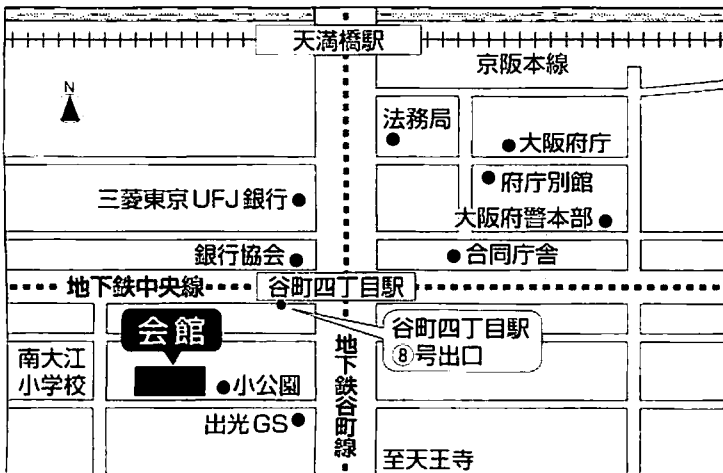 天満橋駅
京阪本線
N
法務局
大阪府庁
府庁別館
三菱東京UFJ銀行
大阪府警本部
銀行協会
合同庁舎
地下鉄中央線
谷町四丁目駅
会館
谷町四丁目駅
⑧号出口
地下鉄谷町線
南大江
小学校
小公園
出光GS
至天王寺